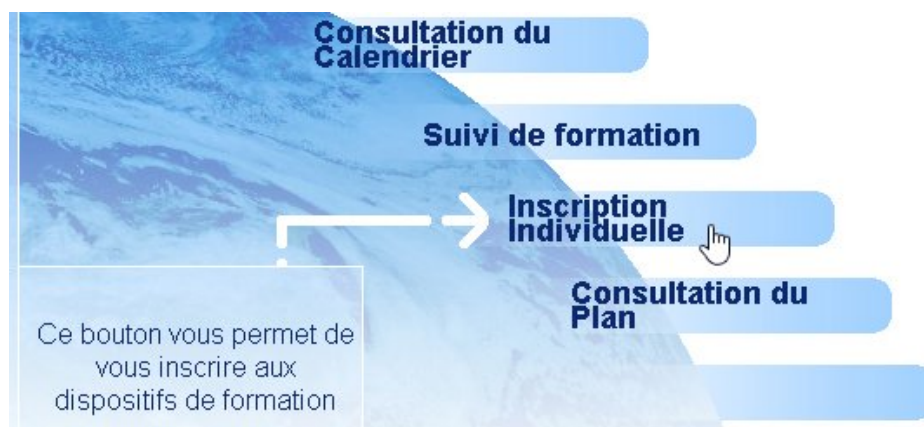 Consultation du
Calendrier
Suivi de formation
Inscription
Individuelle
Consultation du
Plan
Ce bouton vous permet de
vous inscrire aux
dispositifs de formation